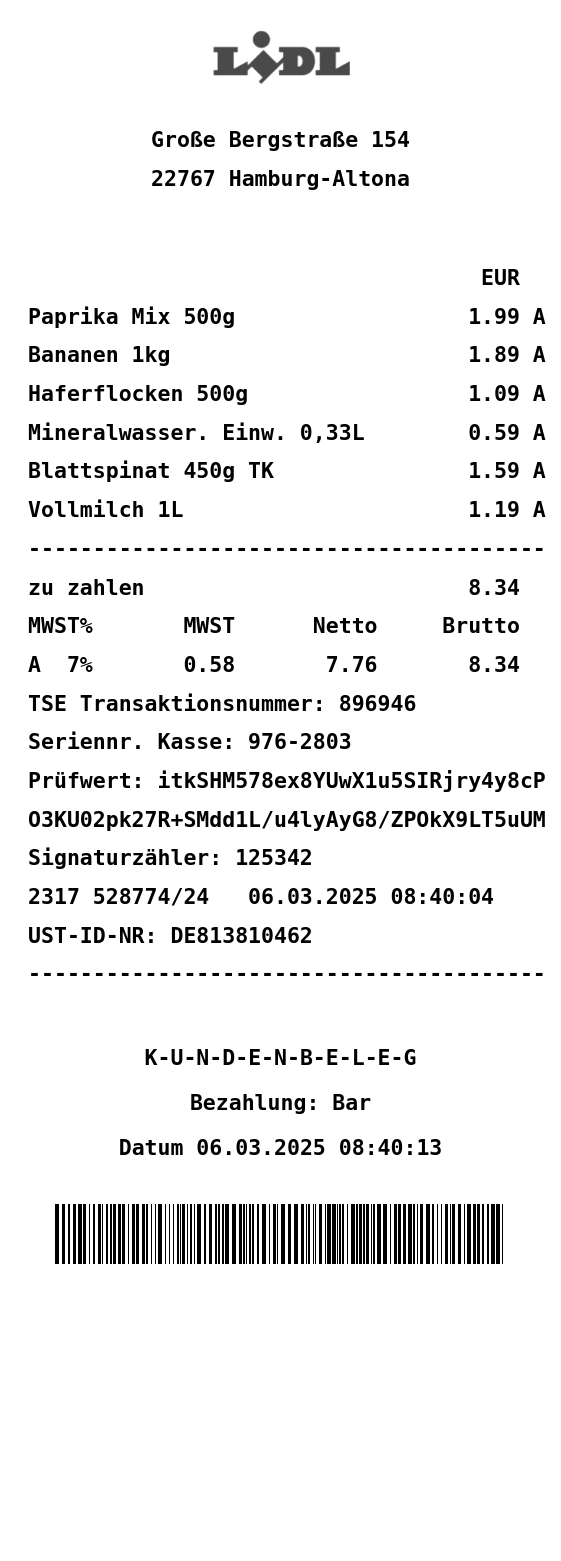 LIDL
Große Bergstraße 154
22767 Hamburg-Altona
EUR
Paprika Mix 500g 1.99 A
Bananen 1kg 1.89 A
Haferflocken 500g 1.09 A
Mineralwasser. Einw. 0,33L 0.59 A
Blattspinat 450g TK 1.59 A
Vollmilch 1L 1.19 A
----------------------------------------
zu zahlen 8.34
MWST% MWST Netto Brutto
A 7% 0.58 7.76 8.34
TSE Transaktionsnummer: 896946
Seriennr. Kasse: 976-2803
Prüfwert: itkSHM578ex8YUwX1u5SIRjry4y8cP
O3KU02pk27R+SMdd1L/u4lyAyG8/ZPOkX9LT5uUM
Signaturzähler: 125342
2317 528774/24 06.03.2025 08:40:04
UST-ID-NR: DE813810462
----------------------------------------
K-U-N-D-E-N-B-E-L-E-G
Bezahlung: Bar
Datum 06.03.2025 08:40:13